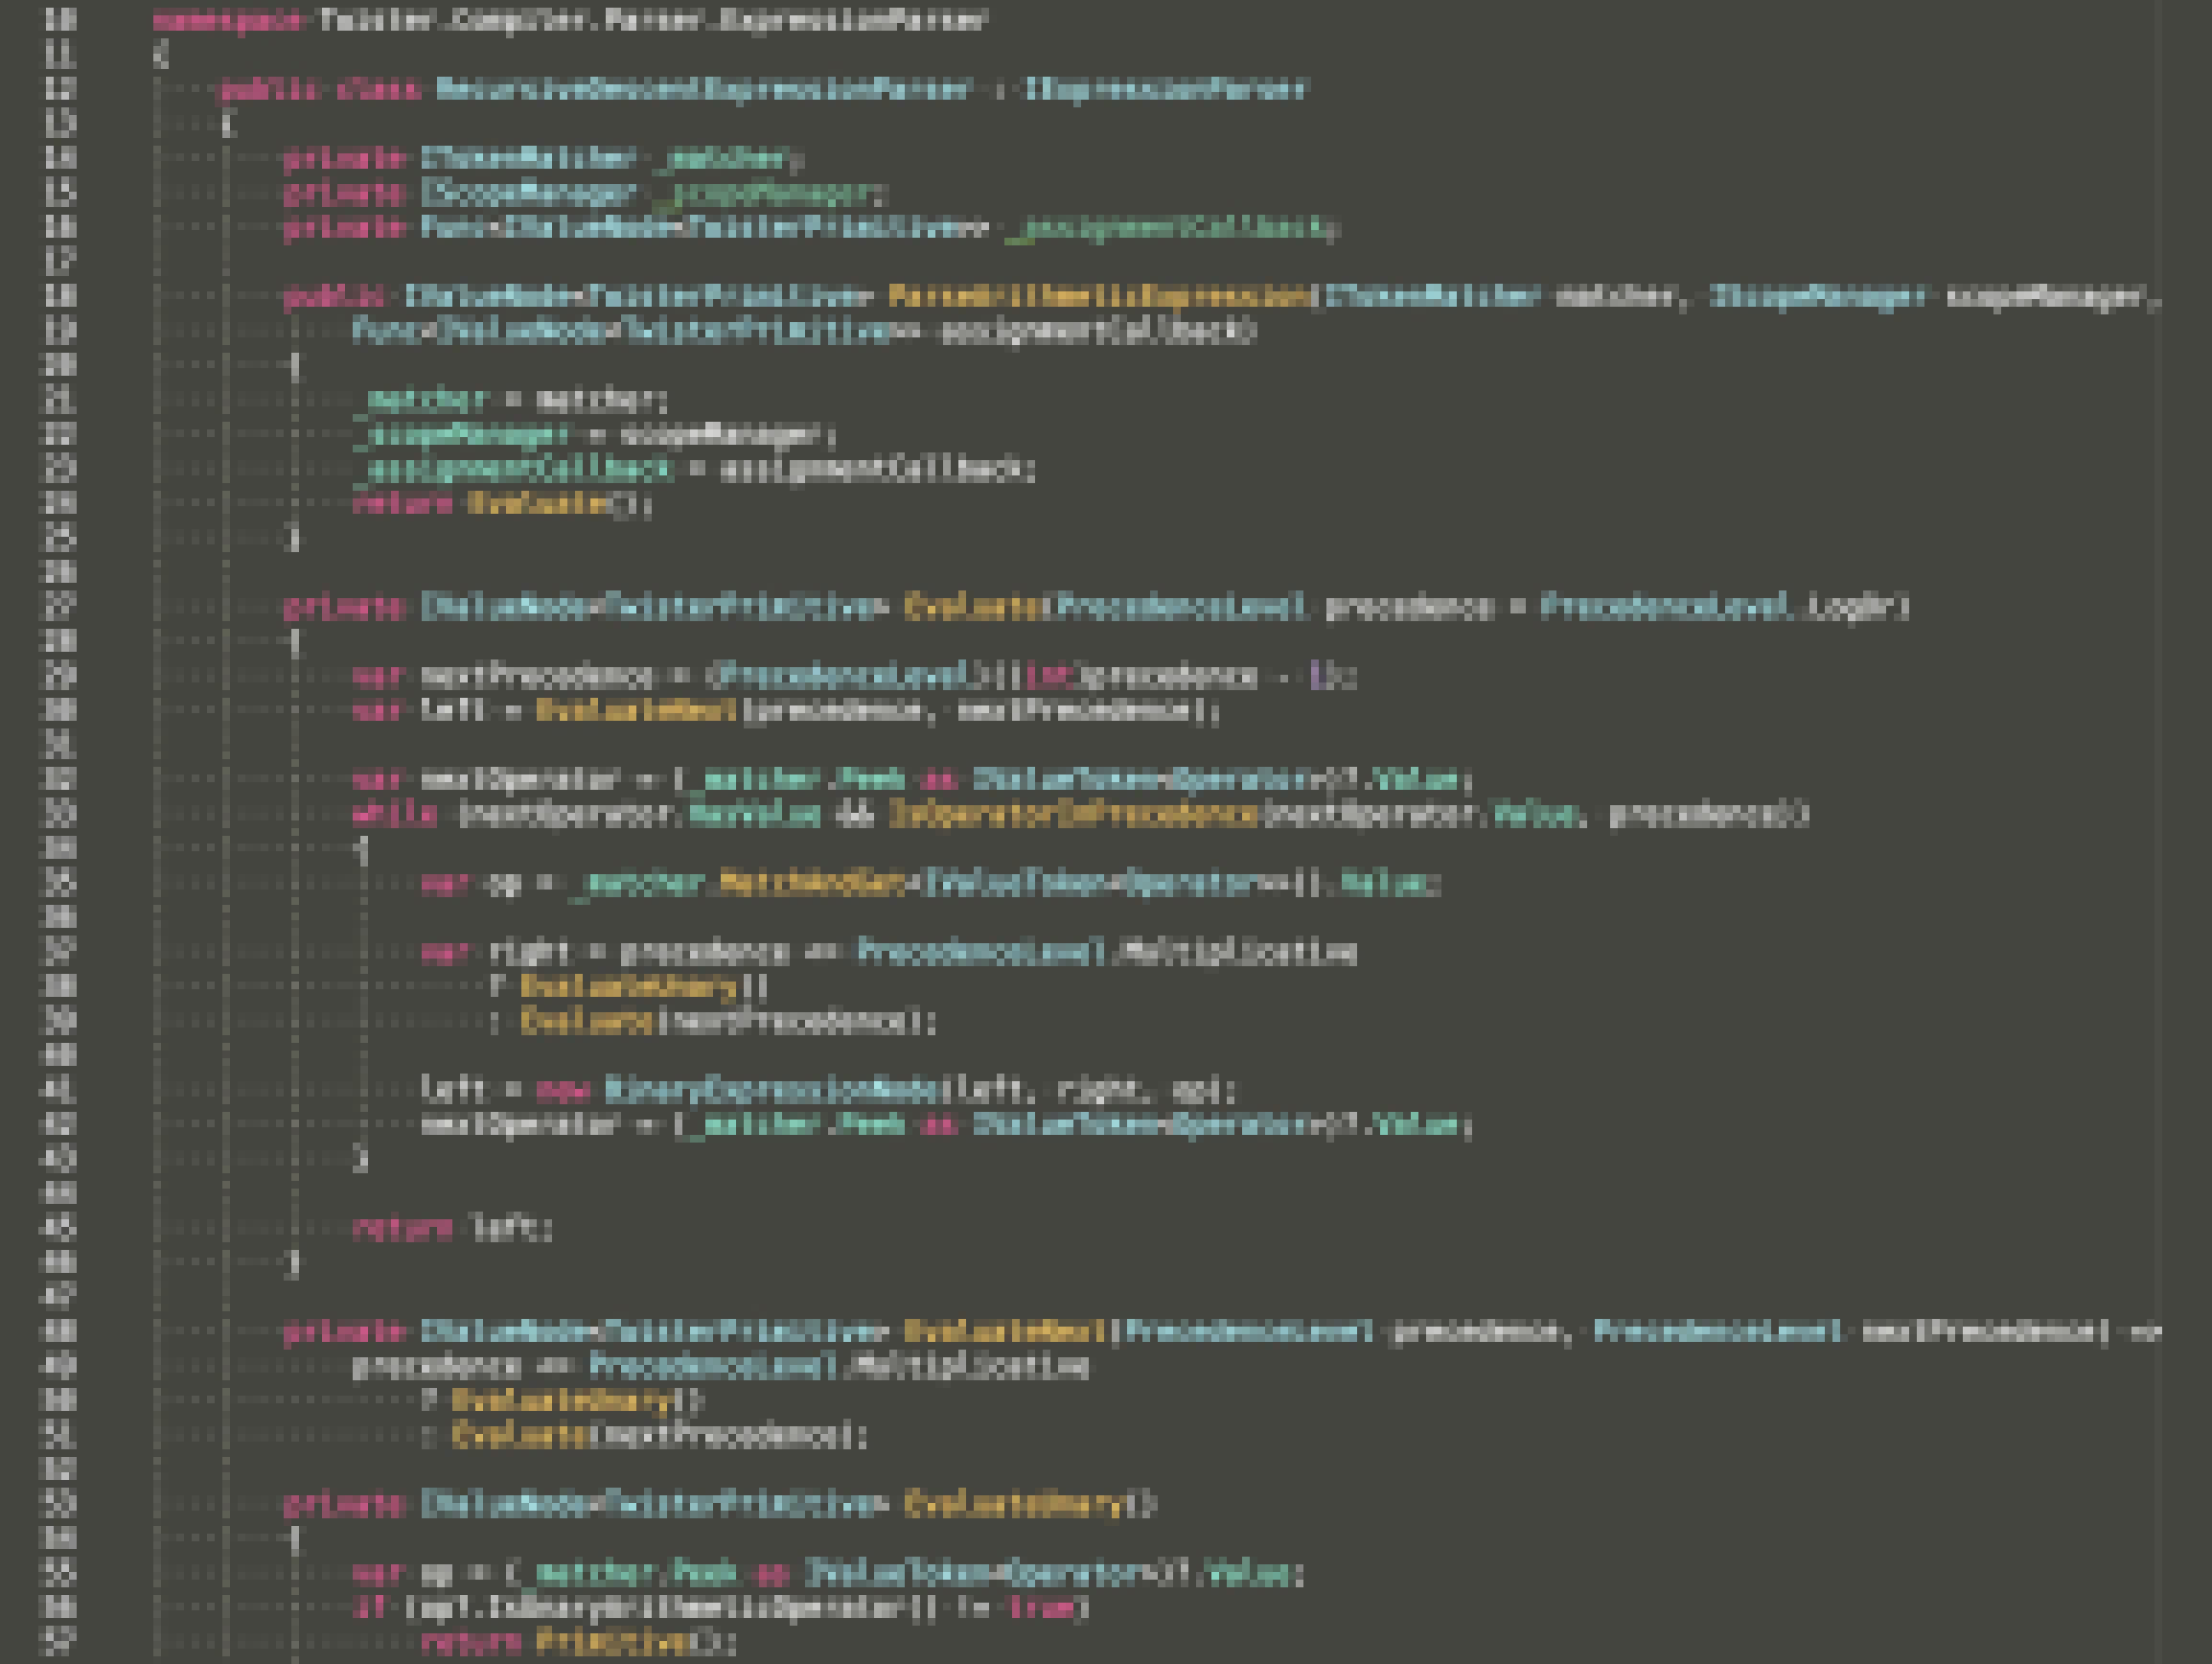 10 namespace Twister.Compiler.Parser.ExpressionParser
11 {
12 public class RecursiveDescentExpressionParser : IExpressionParser
13 {
14 private ITokenMatcher _matcher;
15 private IScopeManager _scopeManager;
16 private Func<IValueNode<TwisterPrimitive>> _assignmentCallback;
17
18 public IValueNode<TwisterPrimitive> ParseArithmeticExpression(ITokenMatcher matcher, IScopeManager scopeManager,
19 Func<IValueNode<TwisterPrimitive>> assignmentCallback)
20 {
21 _matcher = matcher;
22 _scopeManager = scopeManager;
23 _assignmentCallback = assignmentCallback;
24 return Evaluate();
25 }
26
27 private IValueNode<TwisterPrimitive> Evaluate(PrecedenceLevel precedence = PrecedenceLevel.LogOr)
28 {
29 var nextPrecedence = (PrecedenceLevel)((int)precedence - 1);
30 var left = EvaluateNext(precedence, nextPrecedence);
31
32 var nextOperator = (_matcher.Peek as IValueToken<Operator>)?.Value;
33 while (nextOperator.HasValue && IsOperatorInPrecedence(nextOperator.Value, precedence))
34 {
35 var op = _matcher.MatchAndGet<IValueToken<Operator>>().Value;
36
37 var right = precedence == PrecedenceLevel.Multiplicative
38 ? EvaluateUnary()
39 : Evaluate(nextPrecedence);
40
41 left = new BinaryExpressionNode(left, right, op);
42 nextOperator = (_matcher.Peek as IValueToken<Operator>)?.Value;
43 }
44
45 return left;
46 }
47
48 private IValueNode<TwisterPrimitive> EvaluateNext(PrecedenceLevel precedence, PrecedenceLevel nextPrecedence) =>
49 precedence == PrecedenceLevel.Multiplicative
50 ? EvaluateUnary()
51 : Evaluate(nextPrecedence);
52
53 private IValueNode<TwisterPrimitive> EvaluateUnary()
54 {
55 var op = (_matcher.Peek as IValueToken<Operator>)?.Value;
56 if (op?.IsUnaryArithmeticOperator() != true)
57 return Primitive();